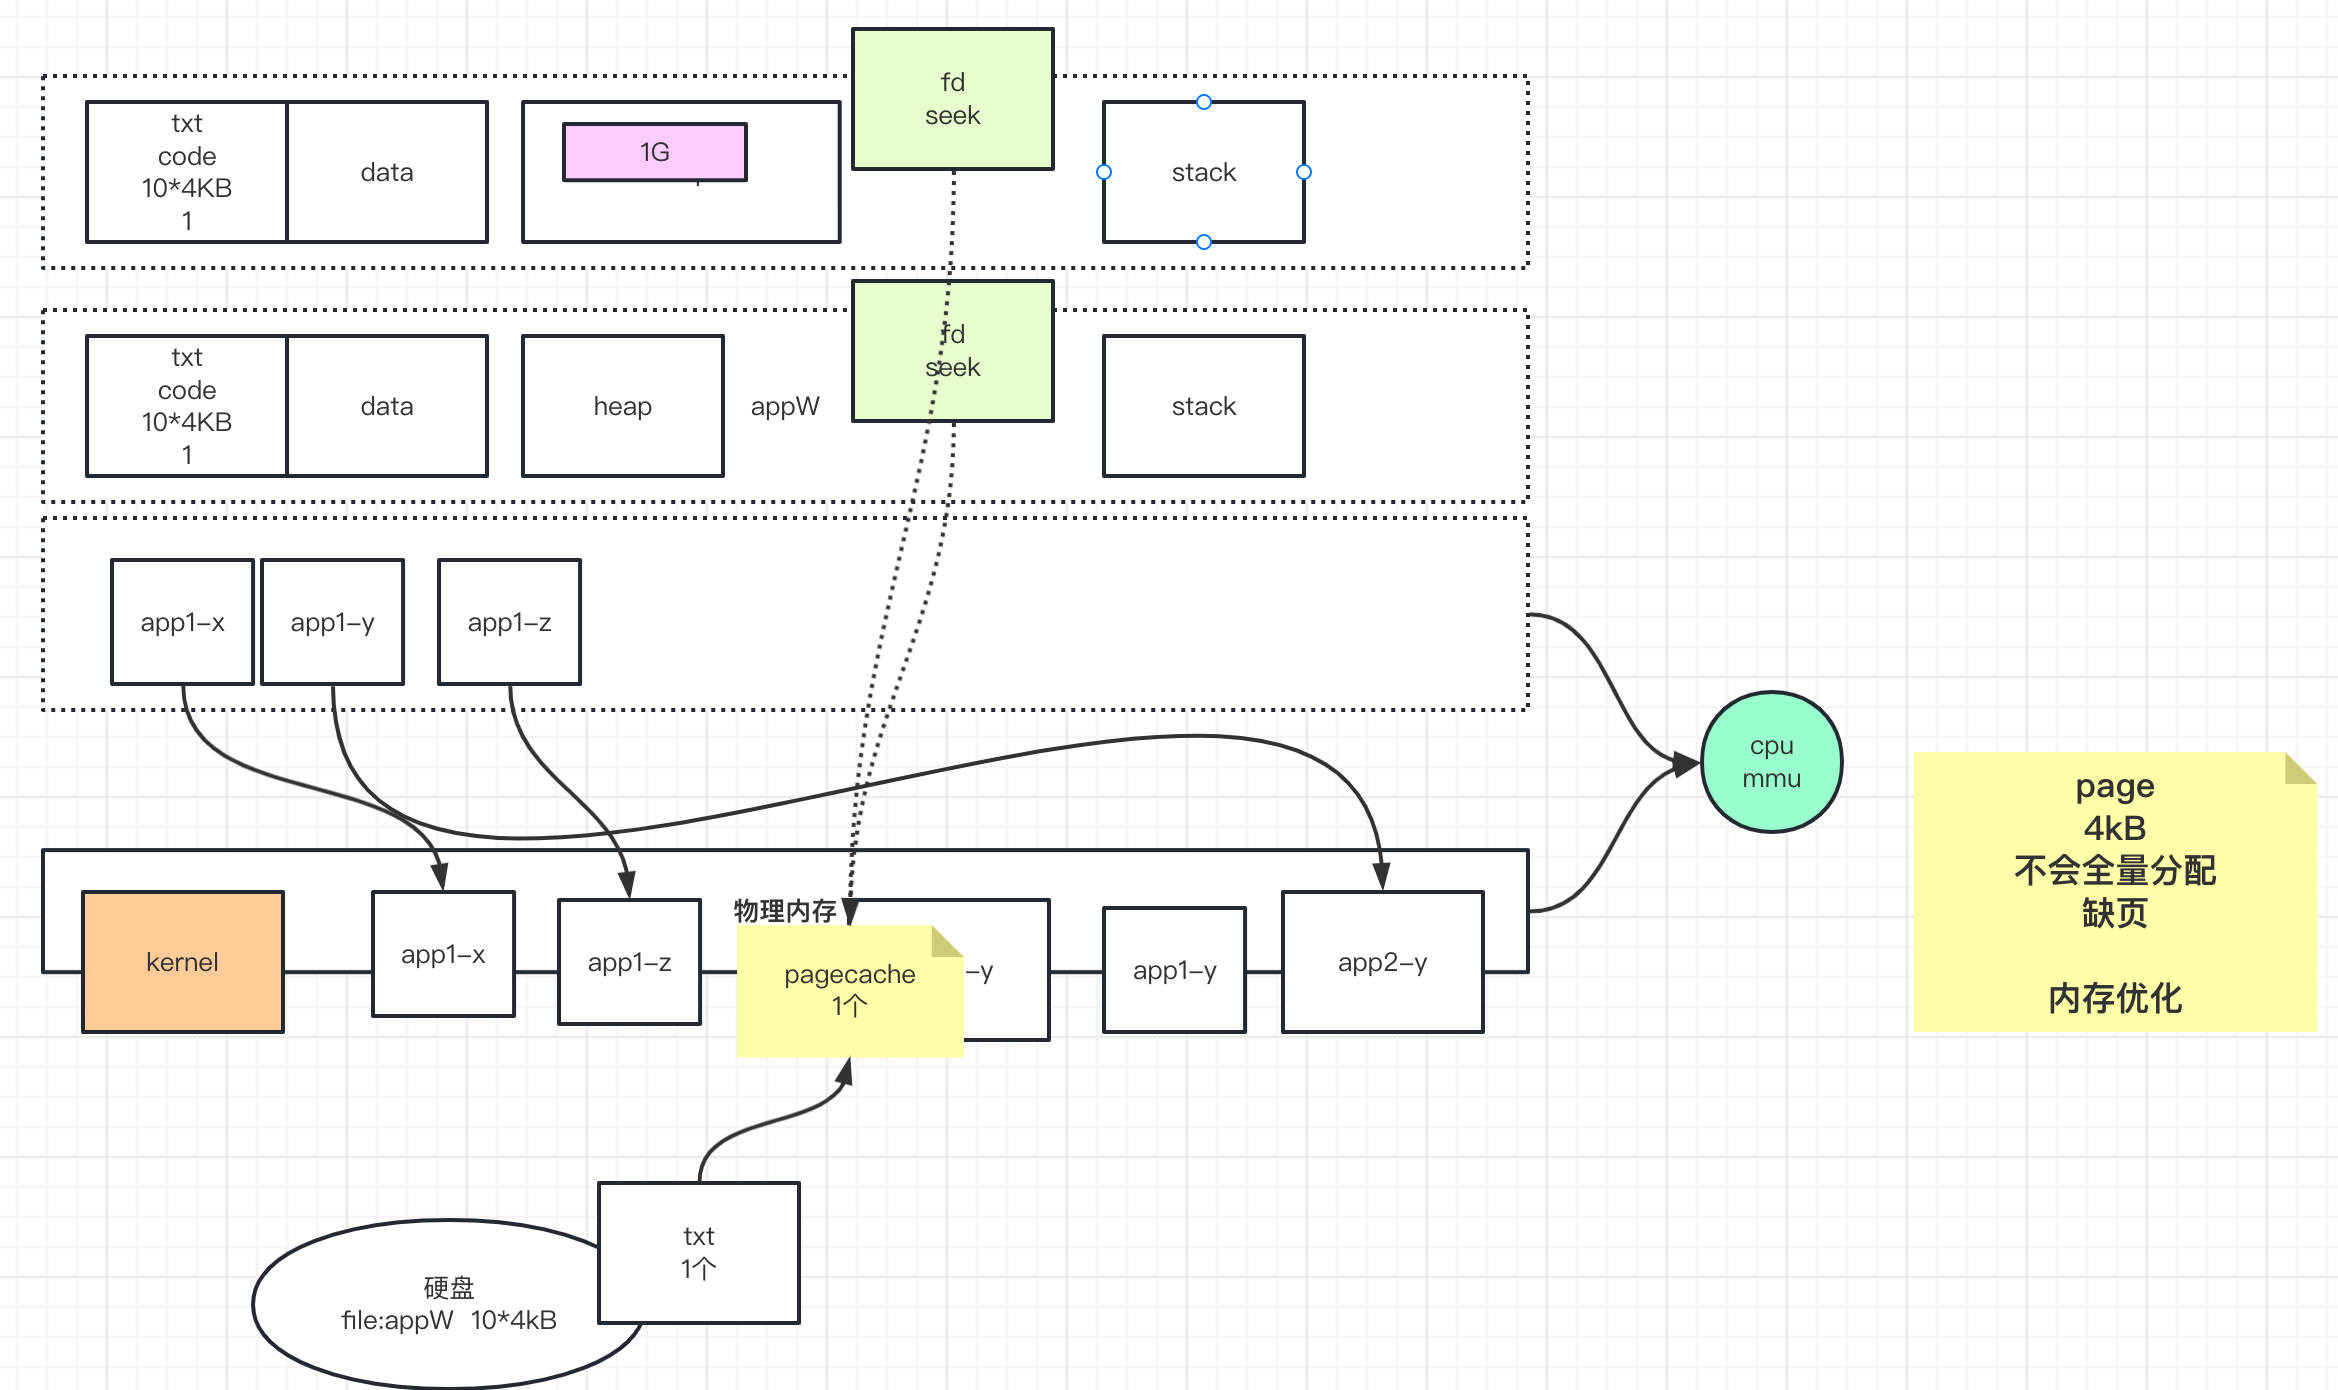 fd
seek
txt
code
10*4KB
1
data
1G
stack
fd
seek
txt
code
10*4KB
1
data
heap
appW
stack
app1-x
app1-y
app1-z
cpu
mmu
page
4kB
不会全量分配
缺页
内存优化
物理内存
kernel
app1-x
app1-z
pagecache
1个
-y
app1-y
app2-y
txt
1个
硬盘
file:appW 10*4kB